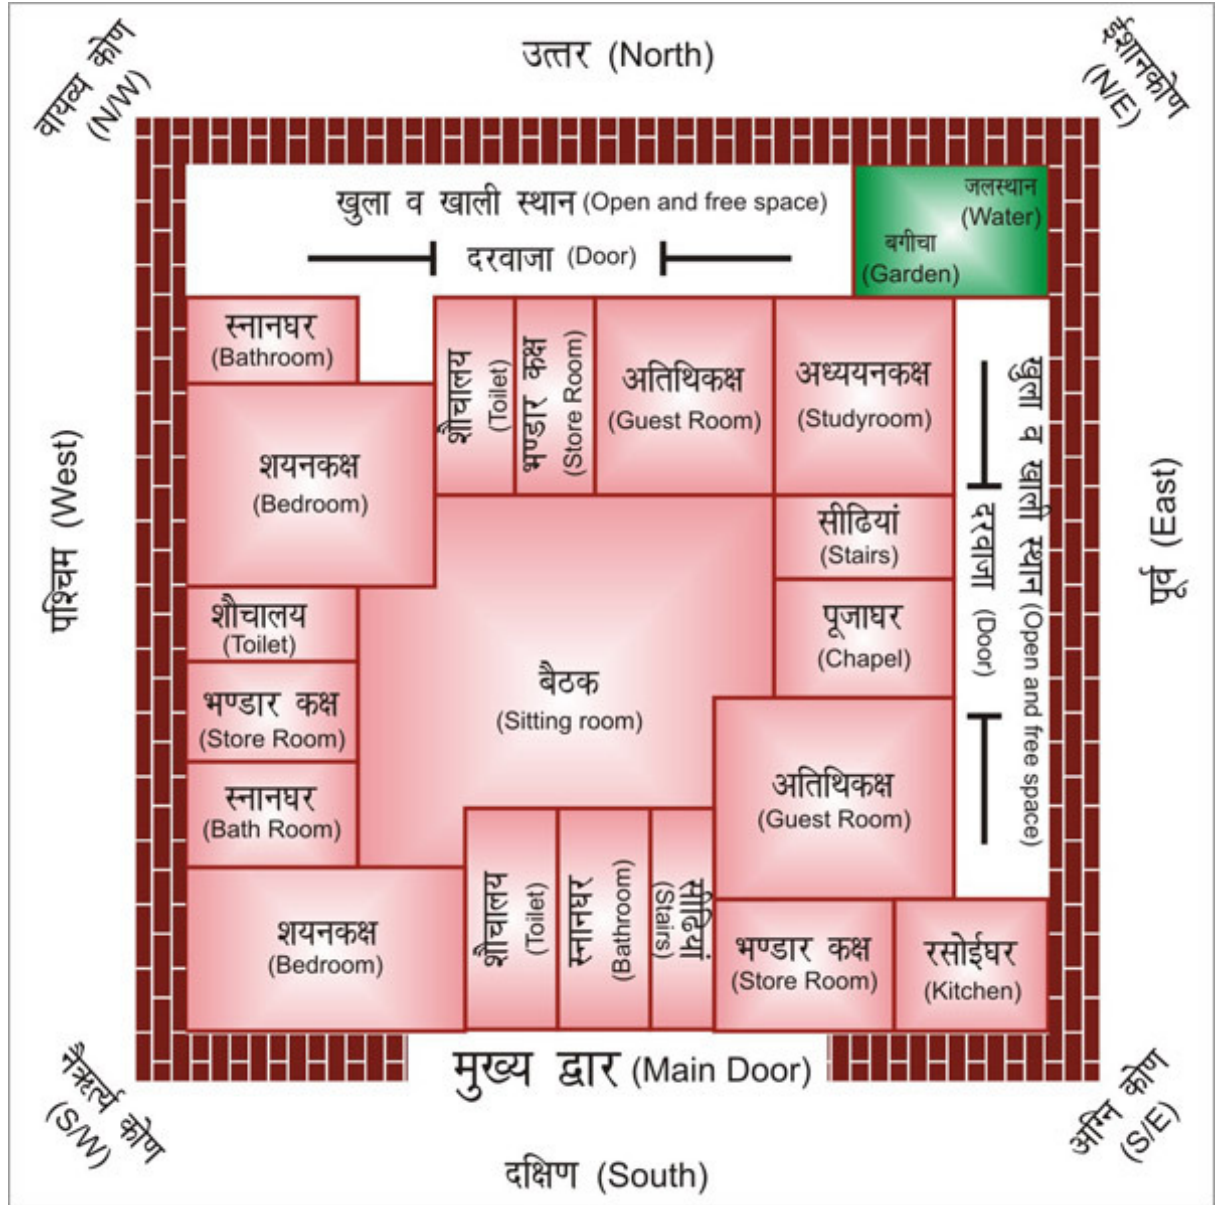 वायव्य कोण
(N/W)
उत्तर (North)
ईशानकोण
(N/E)
खुला व खाली स्थान (Open and free space)
दरवाजा (Door)
जलस्थान
(Water)
बगीचा
(Garden)
स्नानघर
(Bathroom)
शौचालय
(Toilet)
भण्डार कक्ष
(Store Room)
अतिथिकक्ष
(Guest Room)
अध्ययनकक्ष
(Studyroom)
खुला व खाली स्थान (Open and free space)
दरवाजा (Door)
शयनकक्ष
(Bedroom)
पश्चिम (West)
पूर्व (East)
सीढियां
(Stairs)
शौचालय
(Toilet)
पूजाघर
(Chapel)
बैठक
(Sitting room)
भण्डार कक्ष
(Store Room)
स्नानघर
(Bath Room)
अतिथिकक्ष
(Guest Room)
शयनकक्ष
(Bedroom)
शौचालय
(Toilet)
स्नानघर
(Bathroom)
सीढियां
(Stairs)
भण्डार कक्ष
(Store Room)
रसोईघर
(Kitchen)
मुख्य द्वार (Main Door)
नैऋर्त्य कोण
(S/W)
दक्षिण (South)
अग्नि कोण
(S/E)